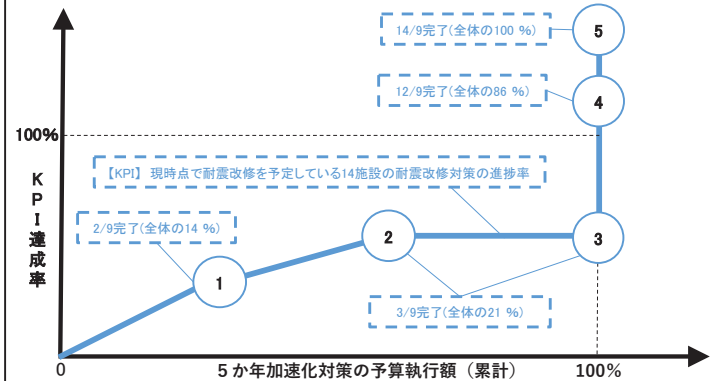 14/9完了(全体の100 %)
5
12/9完了(全体の86 %)
4
100%
【KPI】 現時点で耐震改修を予定している14施設の耐震改修対策の進捗率
KPI達成率
2/9完了(全体の14 %)
2
3
1
3/9完了(全体の21 %)
0
5か年加速化対策の予算執行額（累計）
100%